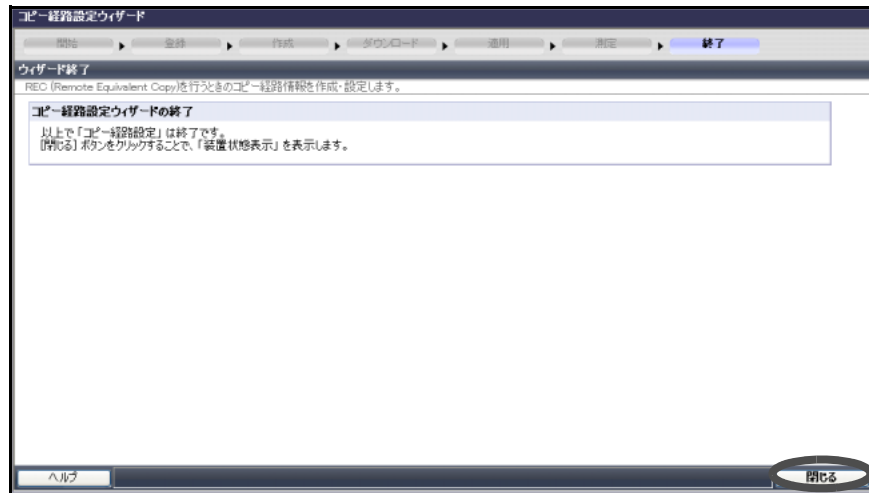 コピー経路設定ウィザード
開始 登録 作成 ダウンロード 適用 測定 終了
ウィザード終了
REC (Remote Equivalent Copy)を行うときのコピー経路情報を作成・設定します。
コピー経路設定ウィザードの終了
以上で「コピー経路設定」は終了です。
[閉じる] ボタンをクリックすることで、「装置状態表示」を表示します。
ヘルプ 閉じる